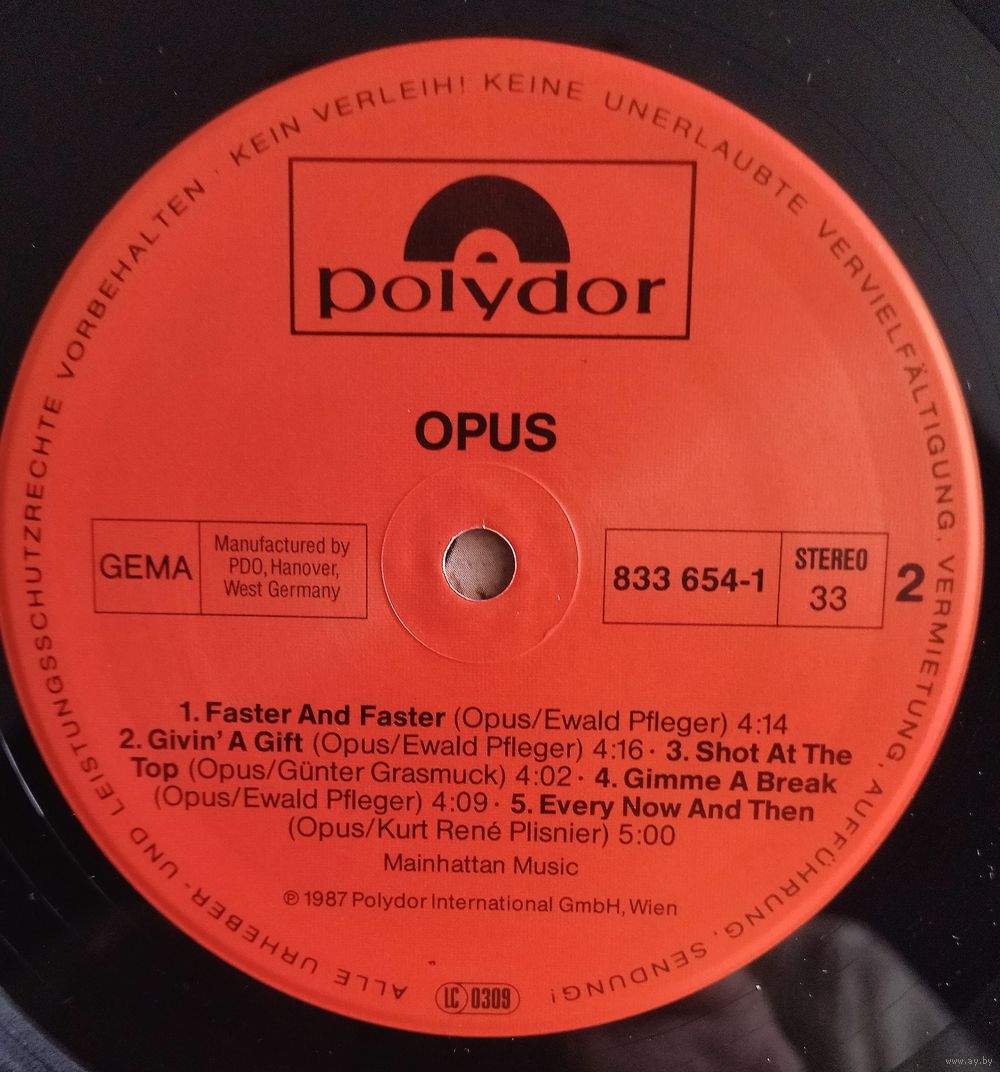 ALLE URHEBER- UND LEISTUNGSSCHUTZRECHTE VORBEHALTEN · KEIN VERLEIH! KEINE UNERLAUBTE VERVIELFÄLTIGUNG, VERMIETUNG, AUFFÜHRUNG, SENDUNG!
polydor
OPUS
GEMA
Manufactured by
PDO, Hanover,
West Germany
833 654-1
STEREO
33
2
1. Faster And Faster (Opus/Ewald Pfleger) 4:14
2. Givin' A Gift (Opus/Ewald Pfleger) 4:16 · 3. Shot At The
Top (Opus/Günter Grasmuck) 4:02 · 4. Gimme A Break
(Opus/Ewald Pfleger) 4:09 · 5. Every Now And Then
(Opus/Kurt René Plisnier) 5:00
Mainhattan Music
℗ 1987 Polydor International GmbH, Wien
LC 0309
www.ay.by